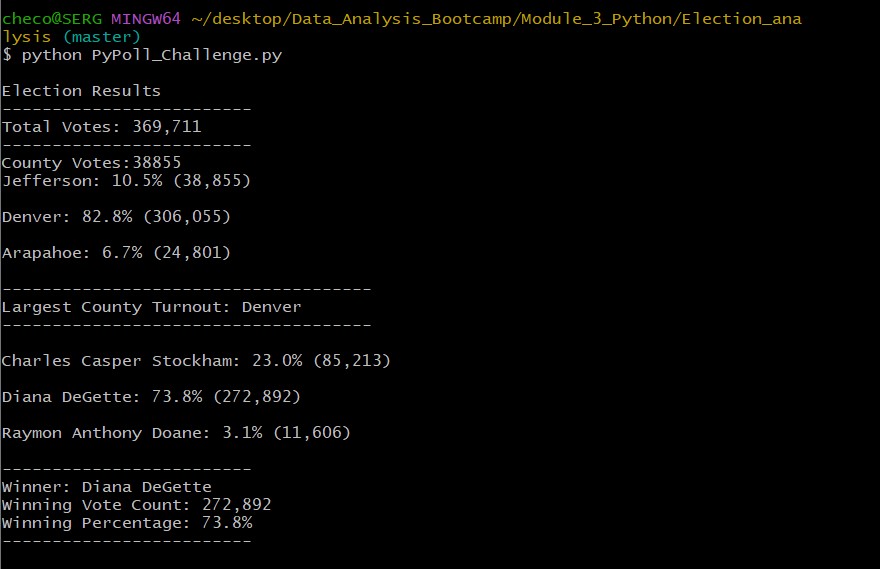 checo@SERG MINGW64 ~/desktop/Data_Analysis_Bootcamp/Module_3_Python/Election_ana
lysis (master)
$ python PyPoll_Challenge.py
Election Results
-------------------------
Total Votes: 369,711
-------------------------
County Votes:38855
Jefferson: 10.5% (38,855)
Denver: 82.8% (306,055)
Arapahoe: 6.7% (24,801)
-------------------------------------
Largest County Turnout: Denver
-------------------------------------
Charles Casper Stockham: 23.0% (85,213)
Diana DeGette: 73.8% (272,892)
Raymon Anthony Doane: 3.1% (11,606)
-------------------------
Winner: Diana DeGette
Winning Vote Count: 272,892
Winning Percentage: 73.8%
-------------------------